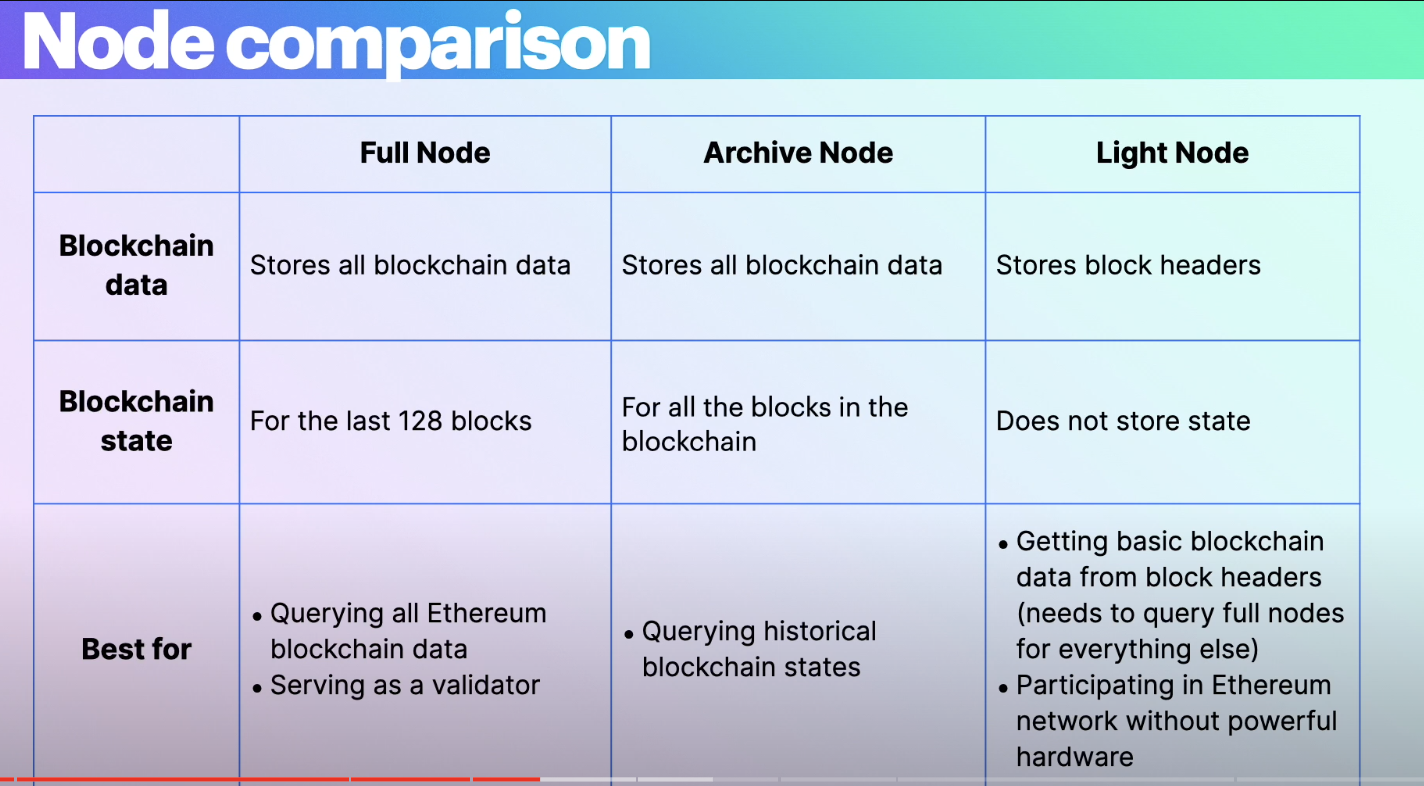 Node comparison
Full Node
Archive Node
Light Node
Blockchain
data
Stores all blockchain data
Stores all blockchain data
Stores block headers
Blockchain
state
For the last 128 blocks
For all the blocks in the
blockchain
Does not store state
Best for
• Querying all Ethereum
blockchain data
• Serving as a validator
• Querying historical
blockchain states
• Getting basic blockchain
data from block headers
(needs to query full nodes
for everything else)
• Participating in Ethereum
network without powerful
hardware